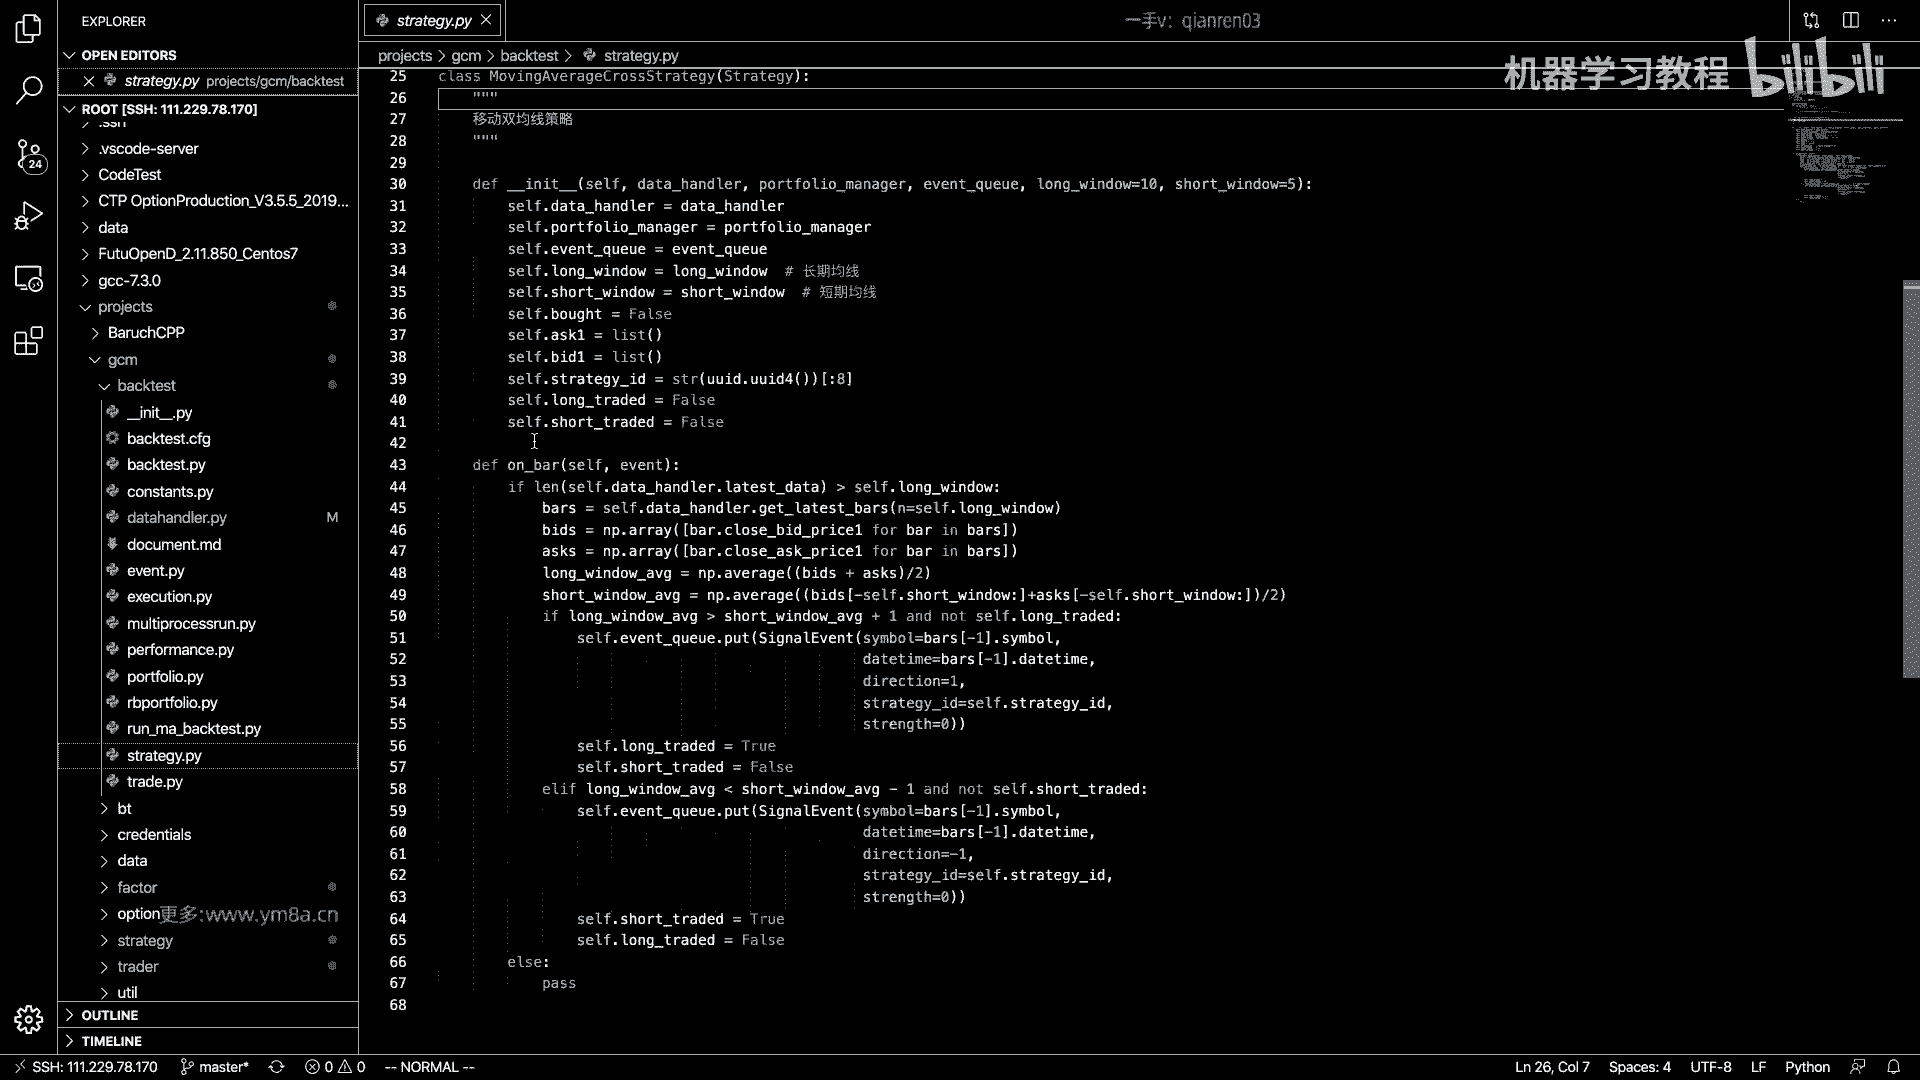 EXPLORER
strategy.py
一手v：qianren03
OPEN EDITORS
strategy.py projects/gcm/backtest
projects > gcm > backtest > strategy.py
机器学习教程 bilibili
ROOT [SSH: 111.229.78.170]
.ssh
.vscode-server
CodeTest
CTP OptionProduction_V3.5.5_2019...
data
FutuOpenD_2.11.850_Centos7
gcc-7.3.0
projects
BaruchCPP
gcm
backtest
__init__.py
backtest.cfg
backtest.py
constants.py
datahandler.py M
document.md
event.py
execution.py
multiprocessrun.py
performance.py
portfolio.py
rbportfolio.py
run_ma_backtest.py
strategy.py
trade.py
bt
credentials
data
factor
option
更多:www.ym8a.cn
strategy
trader
util
OUTLINE
TIMELINE
24
25 class MovingAverageCrossStrategy(Strategy):
26 """
27 移动双均线策略
28 """
29
30 def __init__(self, data_handler, portfolio_manager, event_queue, long_window=10, short_window=5):
31 self.data_handler = data_handler
32 self.portfolio_manager = portfolio_manager
33 self.event_queue = event_queue
34 self.long_window = long_window # 长期均线
35 self.short_window = short_window # 短期均线
36 self.bought = False
37 self.ask1 = list()
38 self.bid1 = list()
39 self.strategy_id = str(uuid.uuid4())[:8]
40 self.long_traded = False
41 self.short_traded = False
42
43 def on_bar(self, event):
44 if len(self.data_handler.latest_data) > self.long_window:
45 bars = self.data_handler.get_latest_bars(n=self.long_window)
46 bids = np.array([bar.close_bid_price1 for bar in bars])
47 asks = np.array([bar.close_ask_price1 for bar in bars])
48 long_window_avg = np.average((bids + asks)/2)
49 short_window_avg = np.average((bids[-self.short_window:]+asks[-self.short_window:])/2)
50 if long_window_avg > short_window_avg + 1 and not self.long_traded:
51 self.event_queue.put(SignalEvent(symbol=bars[-1].symbol,
52 datetime=bars[-1].datetime,
53 direction=1,
54 strategy_id=self.strategy_id,
55 strength=0))
56 self.long_traded = True
57 self.short_traded = False
58 elif long_window_avg < short_window_avg - 1 and not self.short_traded:
59 self.event_queue.put(SignalEvent(symbol=bars[-1].symbol,
60 datetime=bars[-1].datetime,
61 direction=-1,
62 strategy_id=self.strategy_id,
63 strength=0))
64 self.short_traded = True
65 self.long_traded = False
66 else:
67 pass
68
SSH: 111.229.78.170 master* 0 0 -- NORMAL -- Ln 26, Col 7 Spaces: 4 UTF-8 LF Python